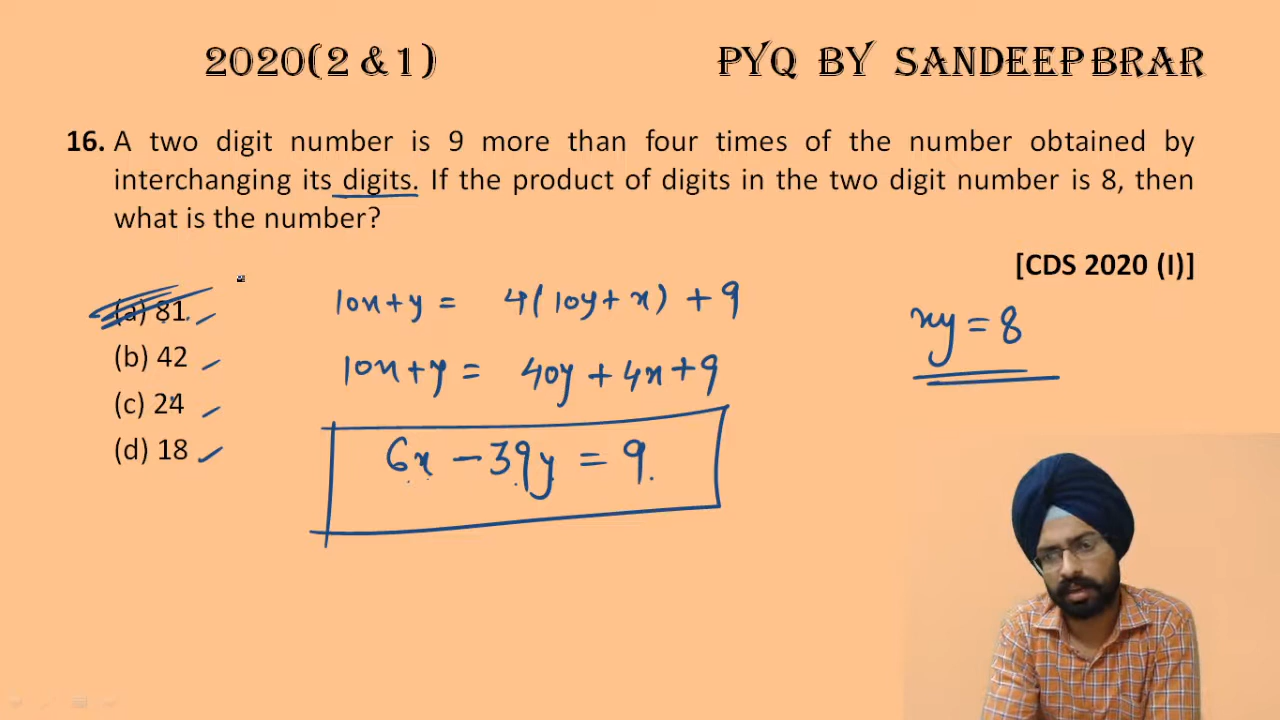 2020(2 & 1)
PYQ BY SANDEEP BRAR
16. A two digit number is 9 more than four times of the number obtained by
interchanging its digits. If the product of digits in the two digit number is 8, then
what is the number?
[CDS 2020 (I)]
(a) 81
(b) 42
(c) 24
(d) 18
10x+y = 4(10y+x) + 9
10x+y = 40y + 4x + 9
6x - 39y = 9
xy = 8